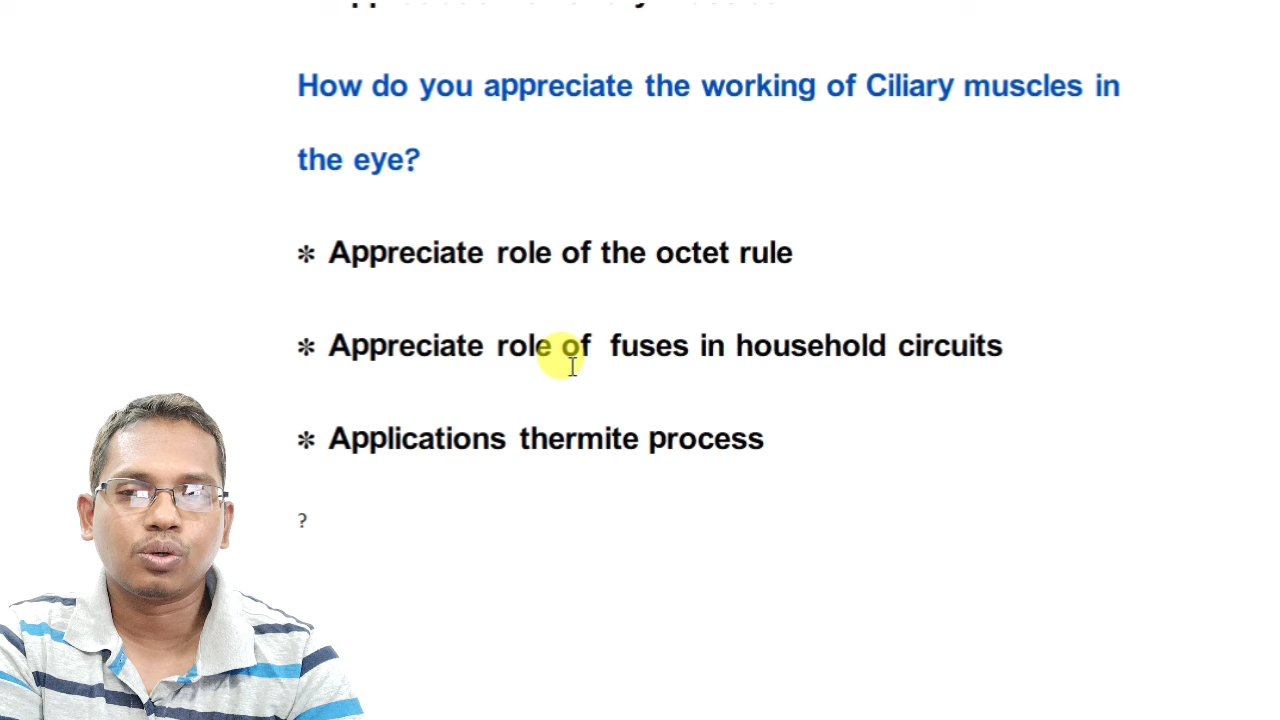 How do you appreciate the working of Ciliary muscles in
the eye?
* Appreciate role of the octet rule
* Appreciate role of fuses in household circuits
* Applications thermite process
?